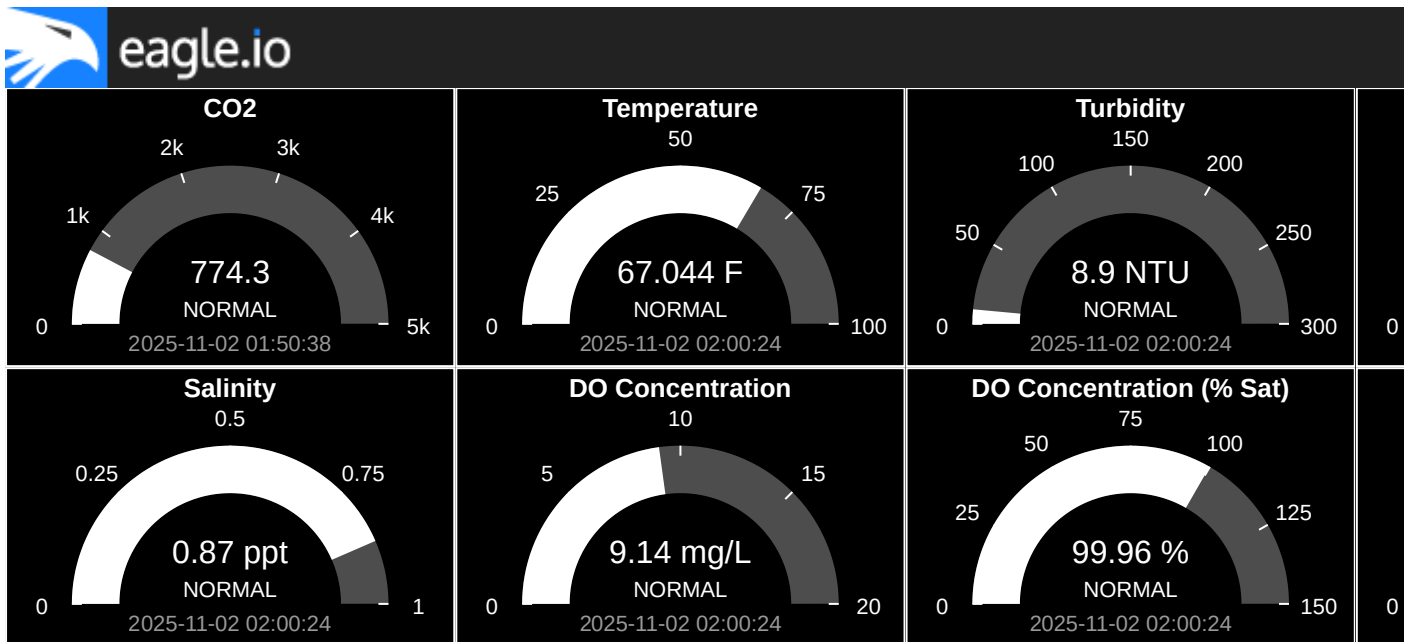 eagle.io
CO2
0
1k
2k
3k
4k
5k
774.3
NORMAL
2025-11-02 01:50:38
Temperature
0
25
50
75
100
67.044 F
NORMAL
2025-11-02 02:00:24
Turbidity
0
50
100
150
200
250
300
8.9 NTU
NORMAL
2025-11-02 02:00:24
0
Salinity
0
0.25
0.5
0.75
1
0.87 ppt
NORMAL
2025-11-02 02:00:24
DO Concentration
0
5
10
15
20
9.14 mg/L
NORMAL
2025-11-02 02:00:24
DO Concentration (% Sat)
0
25
50
75
100
125
150
99.96 %
NORMAL
2025-11-02 02:00:24
0